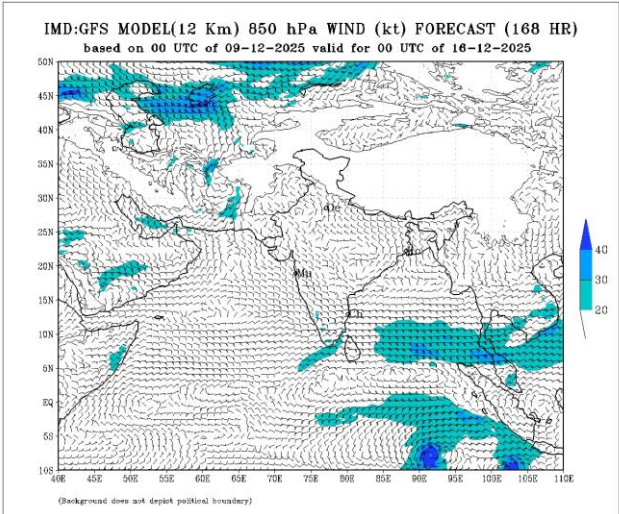 IMD:GFS MODEL(12 Km) 850 hPa WIND (kt) FORECAST (168 HR)
based on 00 UTC of 09-12-2025 valid for 00 UTC of 16-12-2025
50N
45N
40N
35N
30N
25N
20N
15N
10N
5N
EQ
5S
10S
De
Mu
Ch
40
30
20
40E 45E 50E 55E 60E 65E 70E 75E 80E 85E 90E 95E 100E 105E 110E
(Background does not depict political boundary)